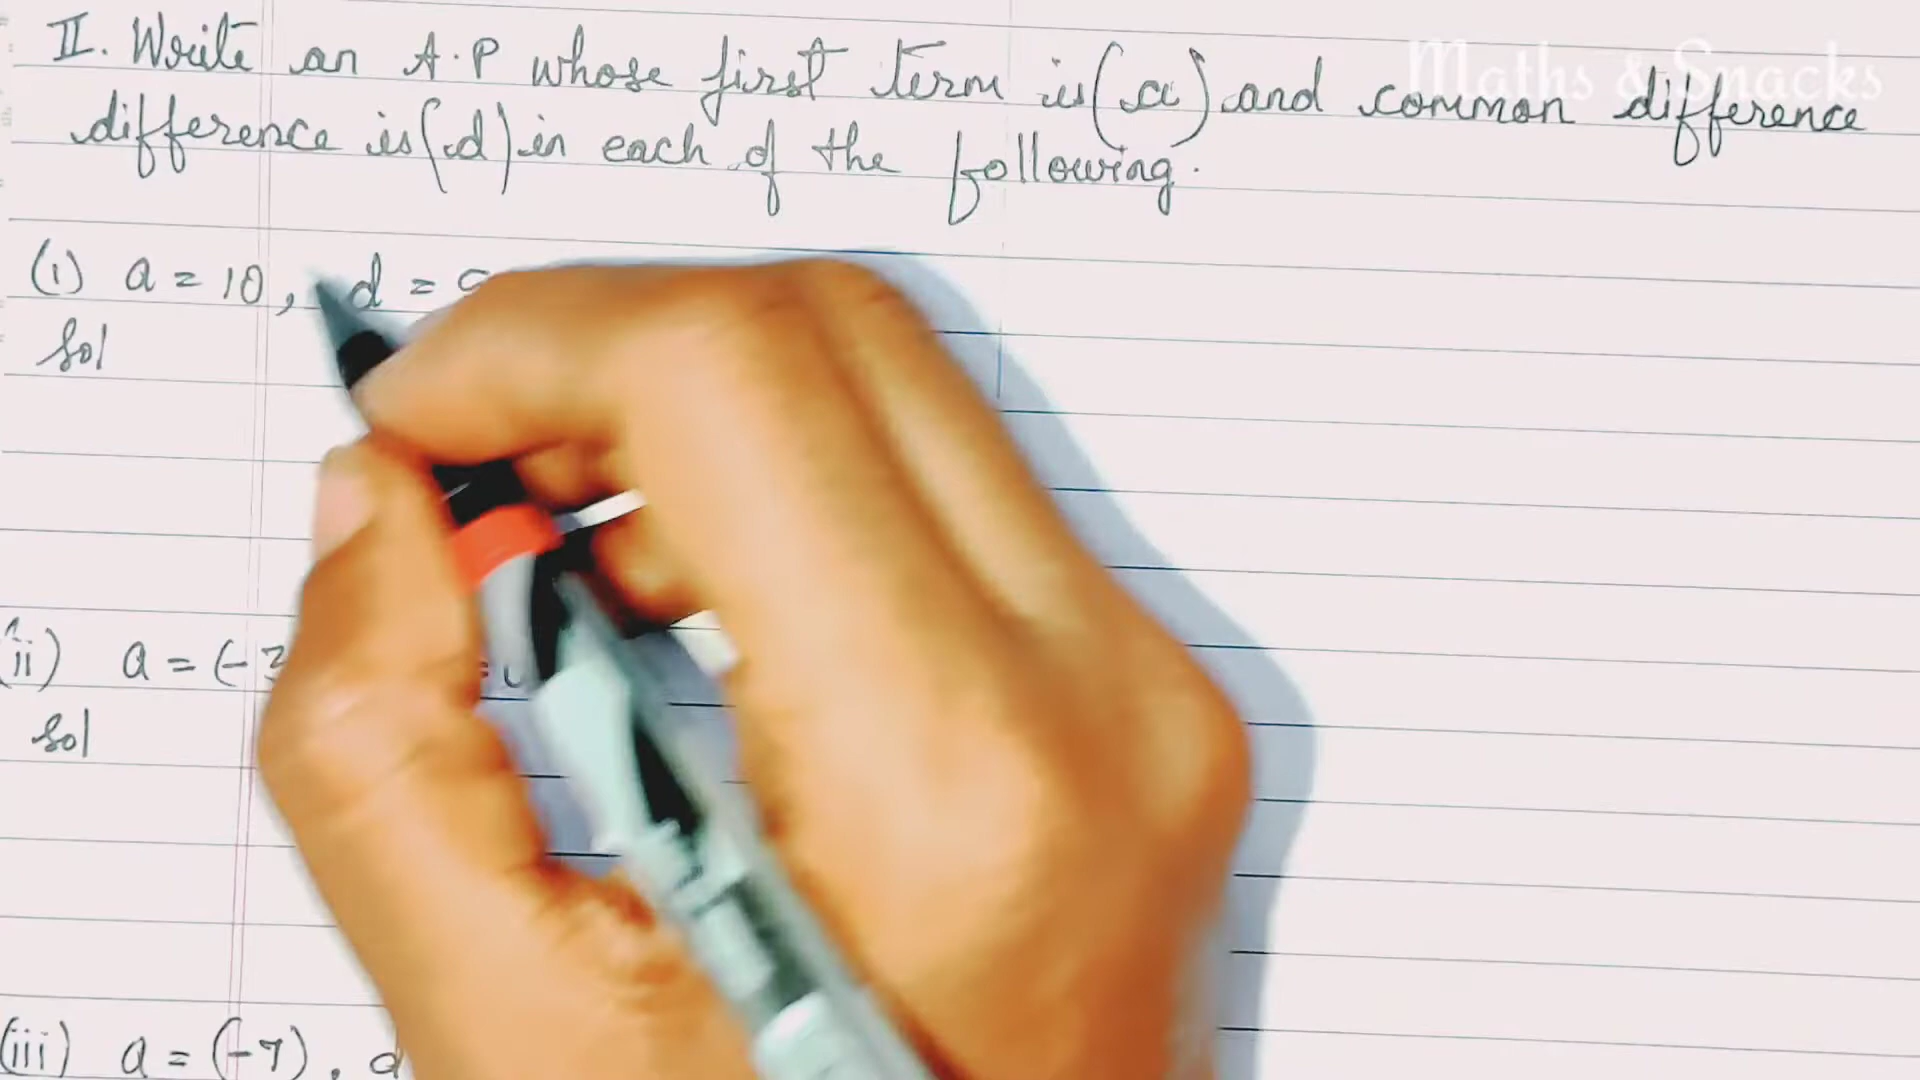 II. Write an A.P whose first term is (a) and common difference
difference is (d) in each of the following.
Maths & Snacks
(i) a = 10, d =
Sol
(ii) a = (-3
Sol
(iii) a = (-7), d